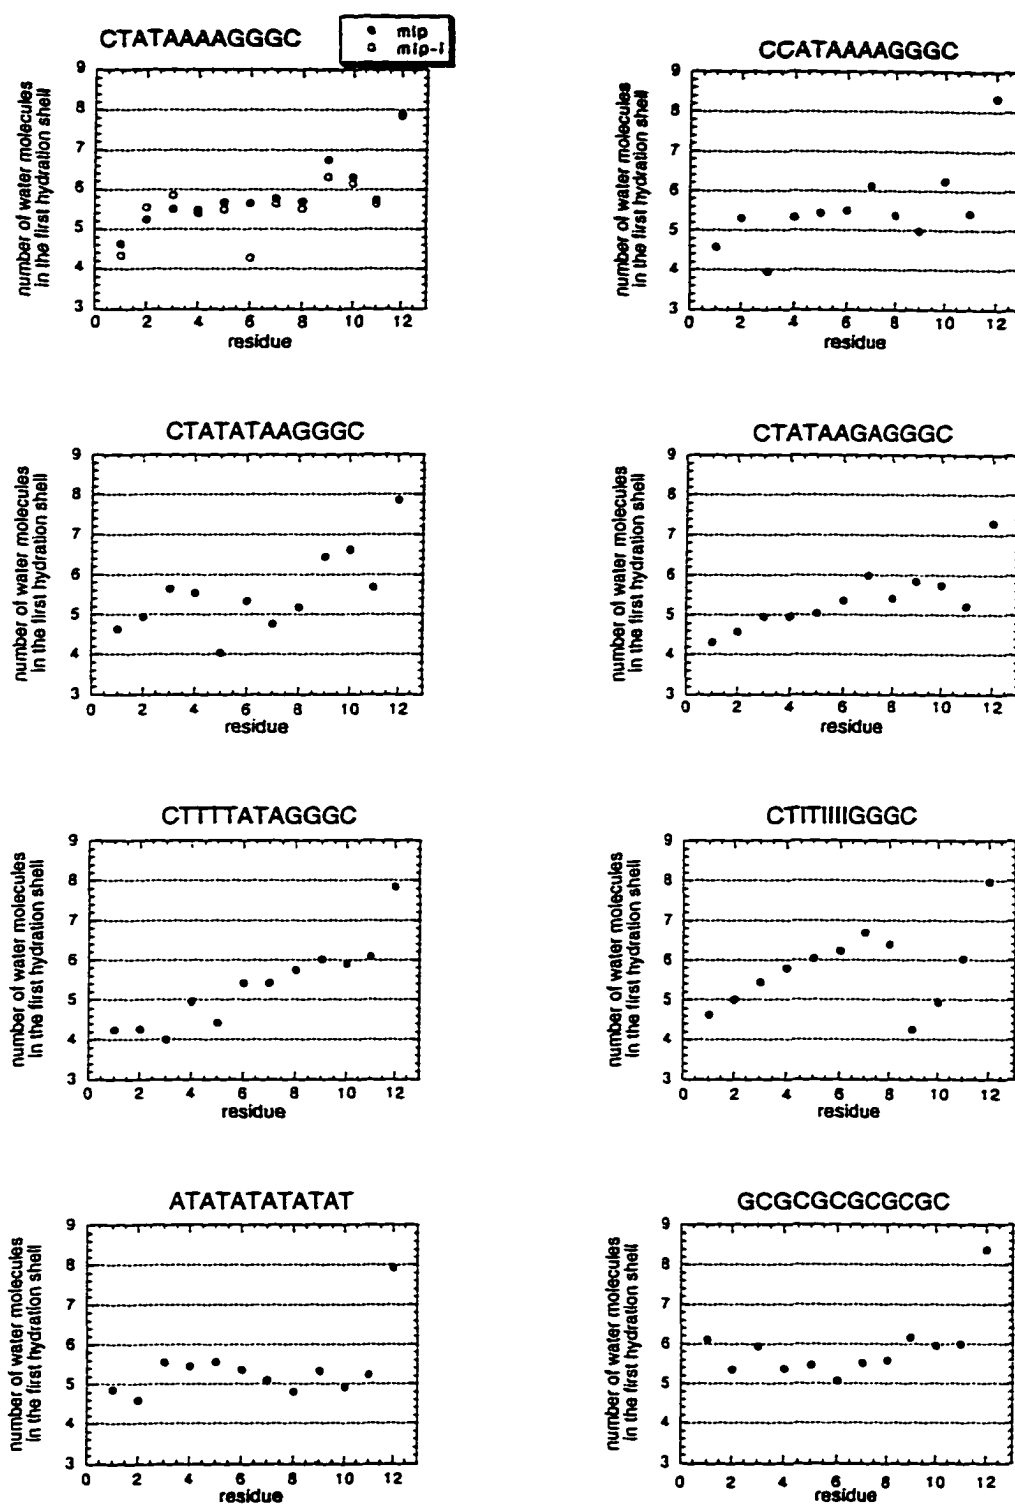 CTATAAAAGGGC
mlp
mlp-i
number of water molecules
in the first hydration shell
9
8
7
6
5
4
3
0 2 4 6 8 10 12
residue
CCATAAAAGGGC
number of water molecules
in the first hydration shell
9
8
7
6
5
4
3
0 2 4 6 8 10 12
residue
CTATATAAGGGC
number of water molecules
in the first hydration shell
9
8
7
6
5
4
3
0 2 4 6 8 10 12
residue
CTATAAGAGGGC
number of water molecules
in the first hydration shell
9
8
7
6
5
4
3
0 2 4 6 8 10 12
residue
CTTTTATAGGGC
number of water molecules
in the first hydration shell
9
8
7
6
5
4
3
0 2 4 6 8 10 12
residue
CTITIIIIGGGC
number of water molecules
in the first hydration shell
9
8
7
6
5
4
3
0 2 4 6 8 10 12
residue
ATATATATATAT
number of water molecules
in the first hydration shell
9
8
7
6
5
4
3
0 2 4 6 8 10 12
residue
GCGCGCGCGCGC
number of water molecules
in the first hydration shell
9
8
7
6
5
4
3
0 2 4 6 8 10 12
residue